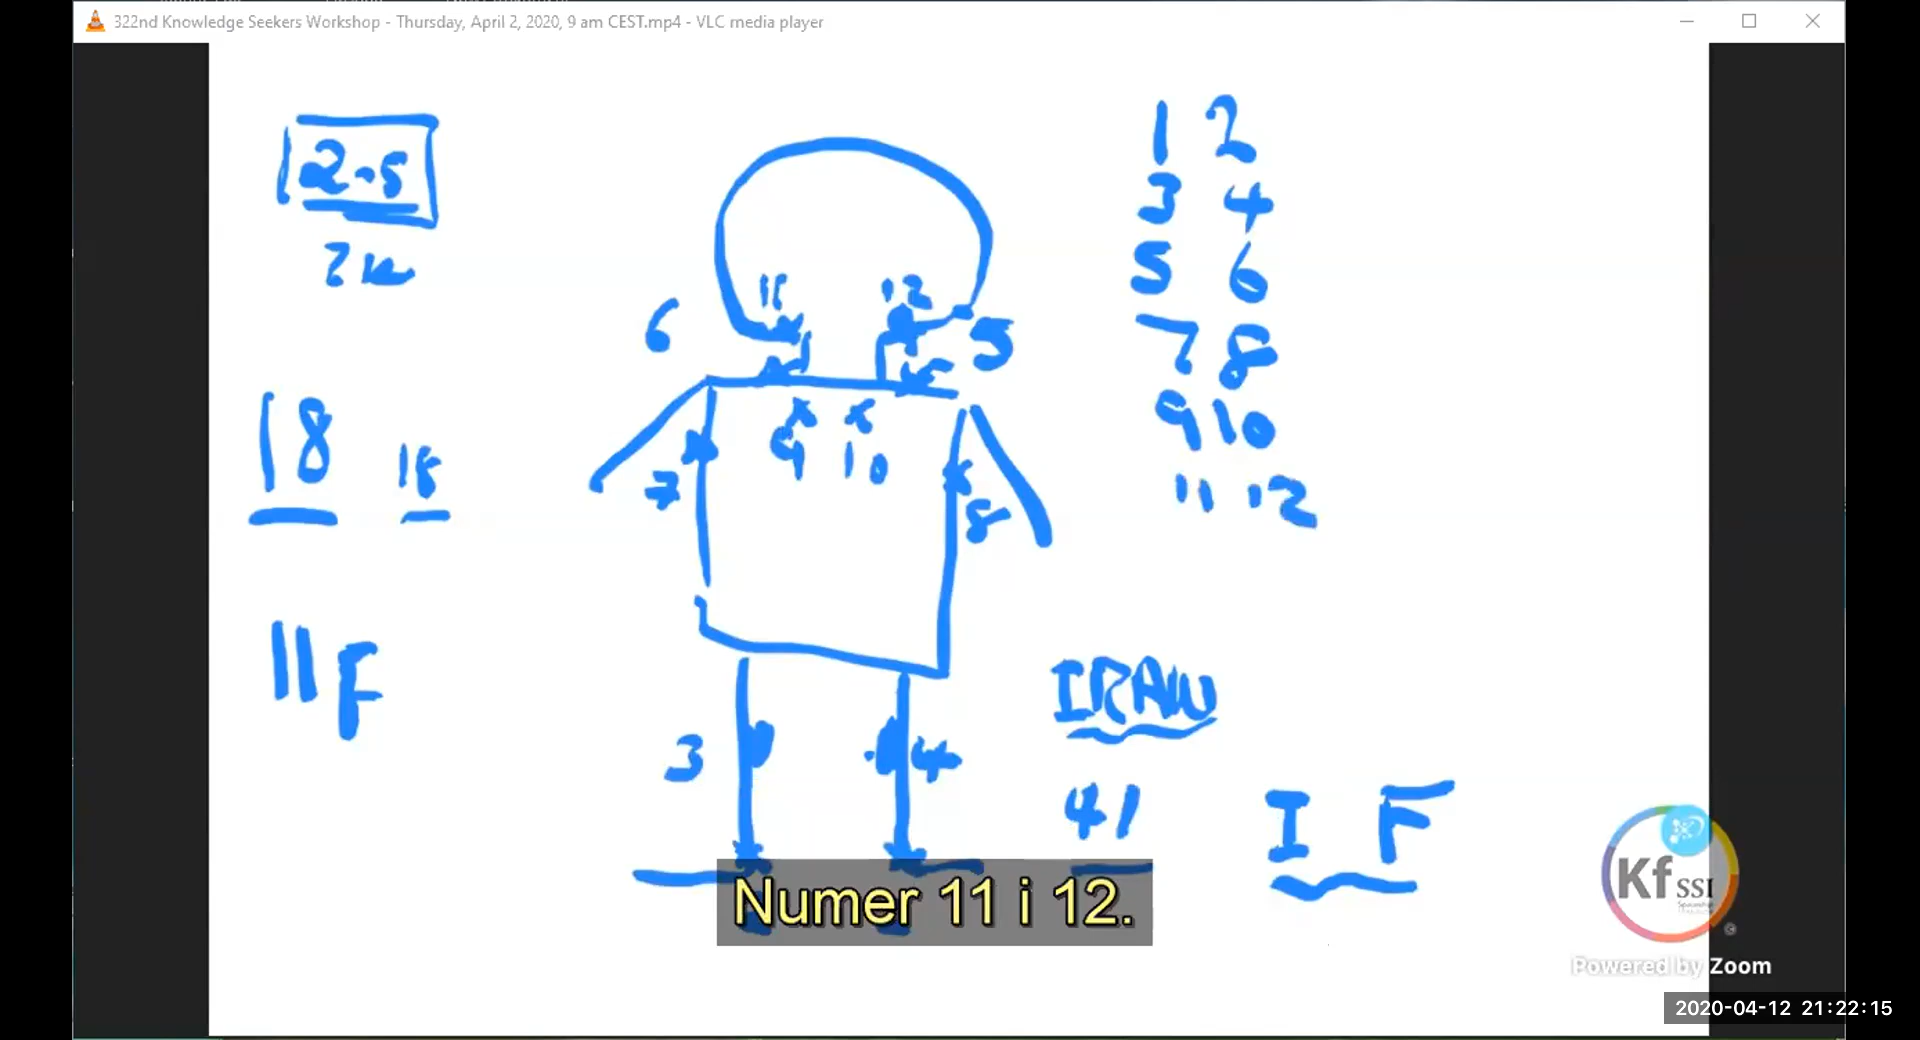 322nd Knowledge Seekers Workshop - Thursday, April 2, 2020, 9 am CEST.mp4 - VLC media player
2.5
1 2
3 4
5 6
7 8
9 10
11 12
11 12
6 5
18 18
9 10
7 8
11 F
IRAN
3 4
41 I F
Numer 11 i 12.
Kf SSI
Powered by Zoom
2020-04-12 21:22:15